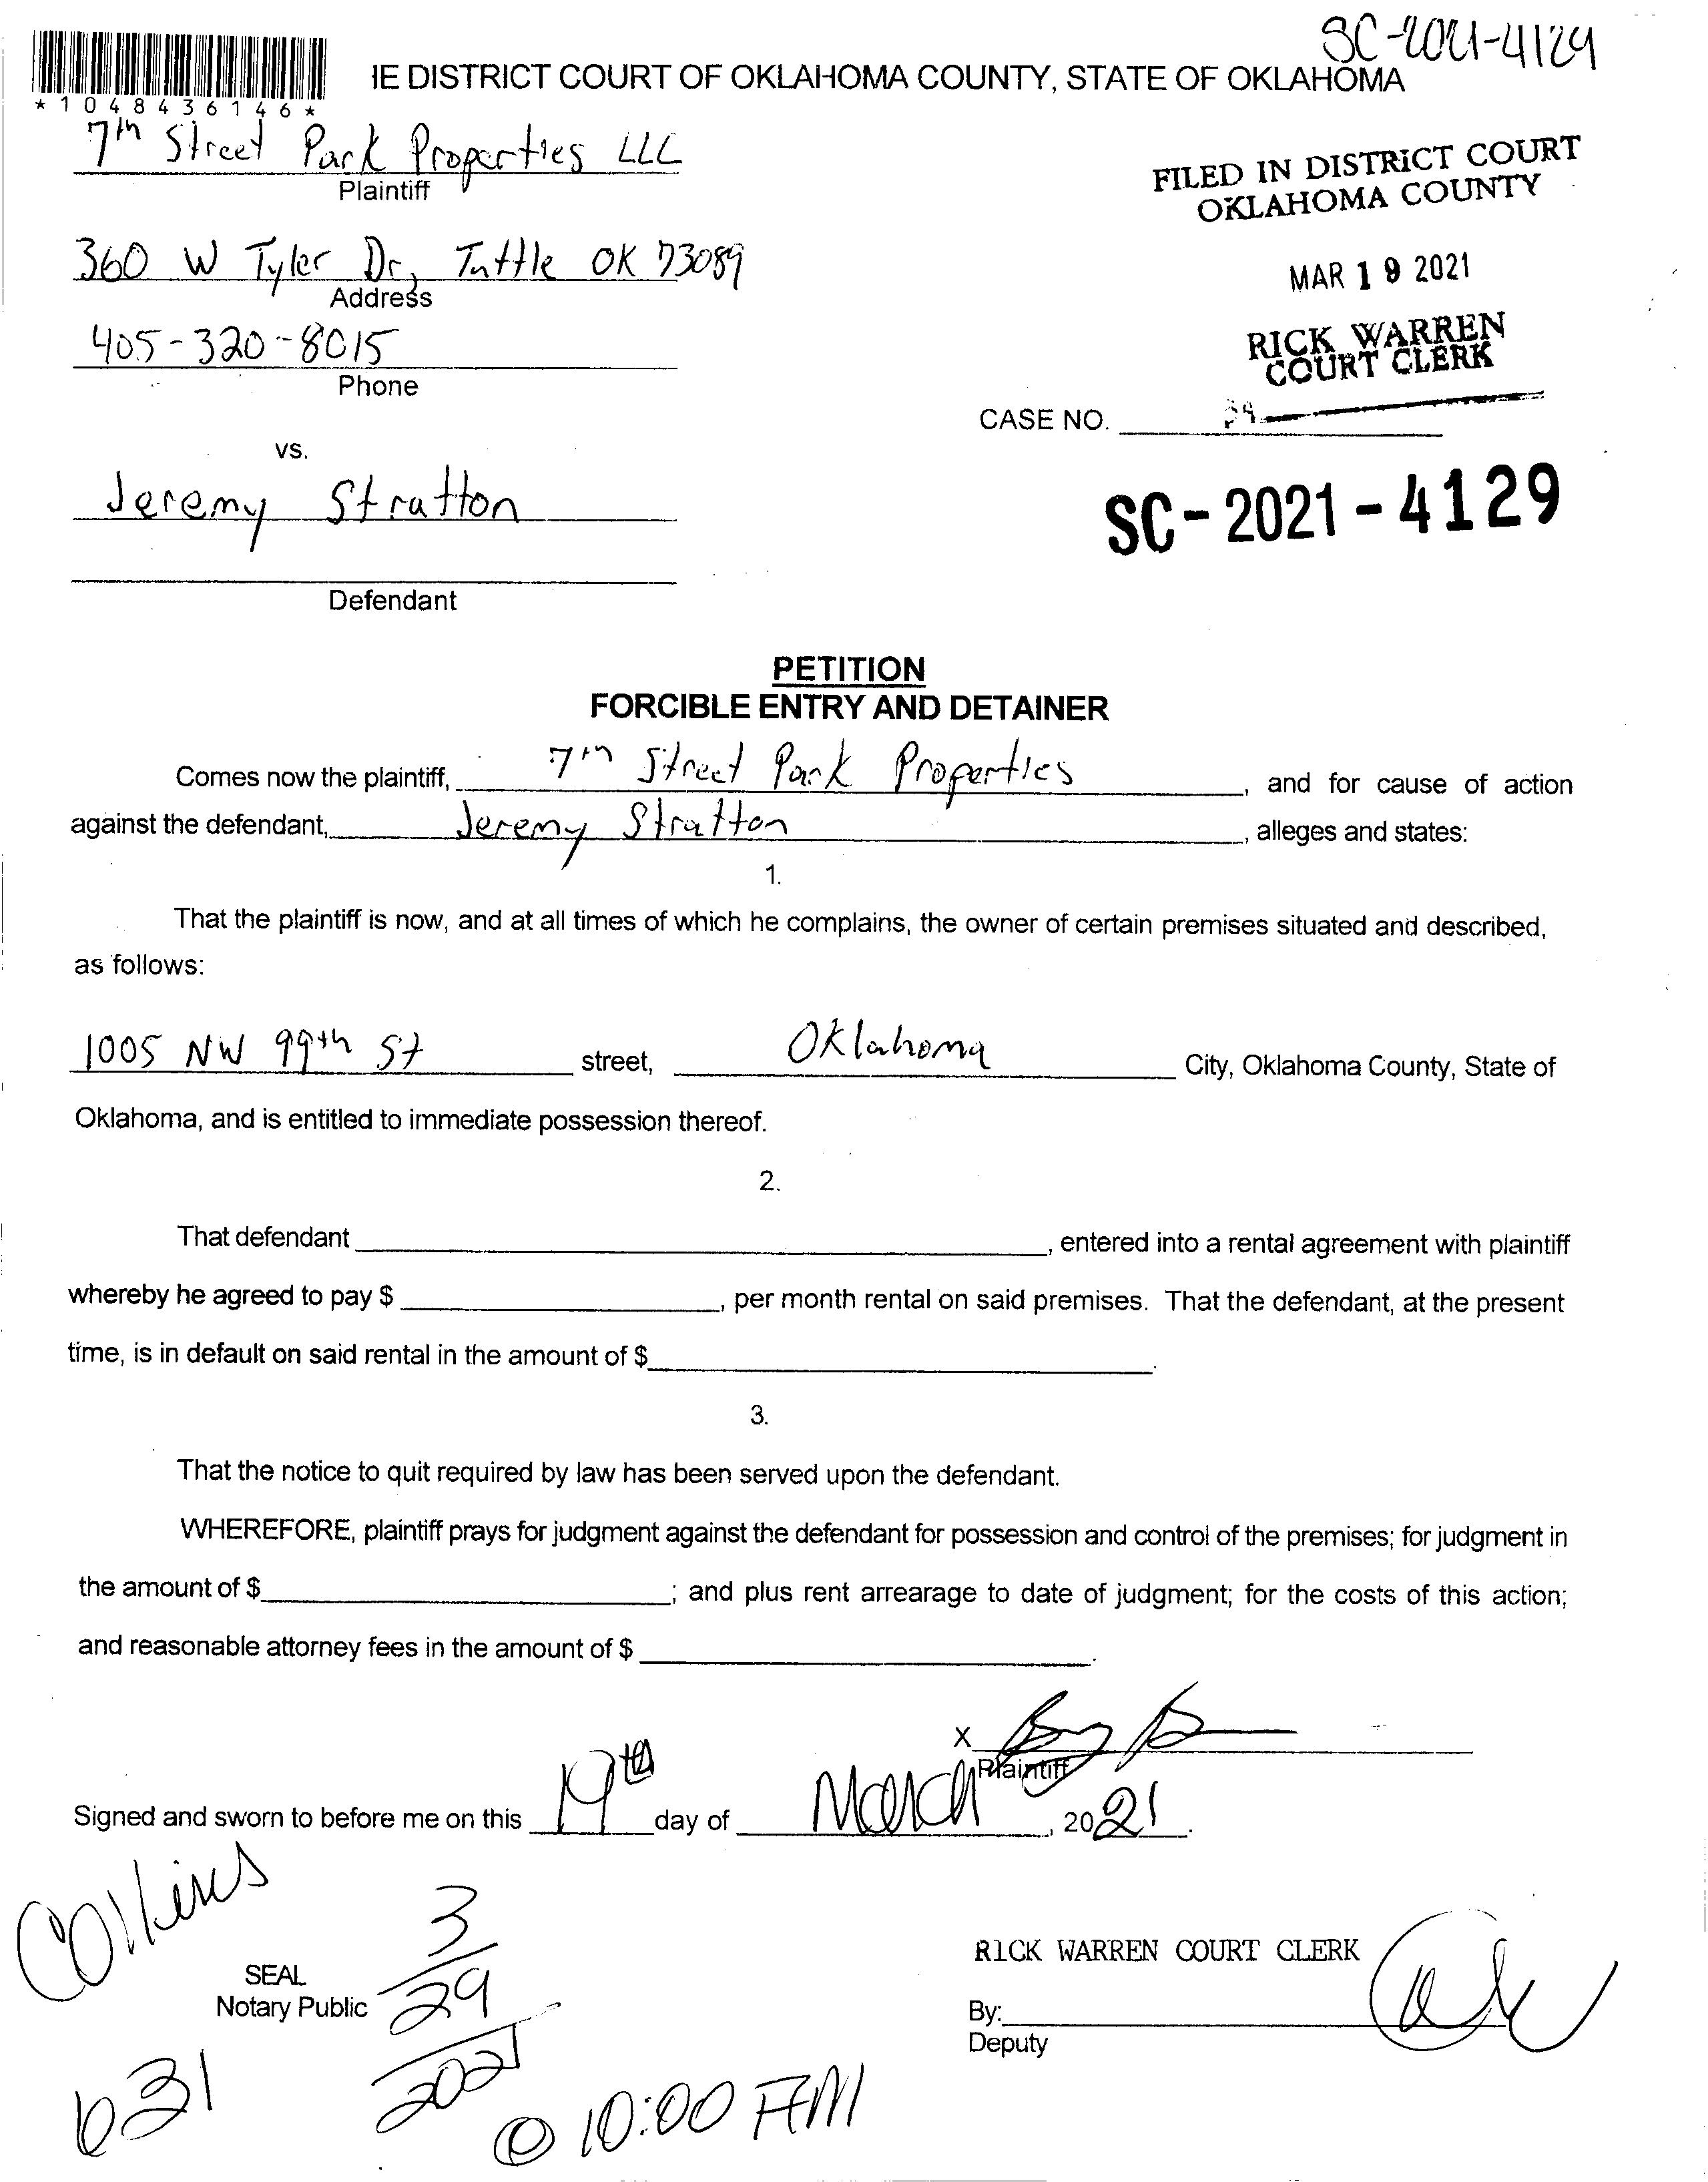 SC-2021-4129
IE DISTRICT COURT OF OKLAHOMA COUNTY, STATE OF OKLAHOMA
*1048436146*
7th Street Park Properties LLC
Plaintiff
FILED IN DISTRICT COURT
OKLAHOMA COUNTY
360 W Tyler Dr, Tuttle OK 73089
Address
MAR 19 2021
405-320-8015
Phone
RICK WARREN
COURT CLERK
CASE NO.
vs.
Jeremy Stratton
SC-2021-4129
Defendant
PETITION
FORCIBLE ENTRY AND DETAINER
Comes now the plaintiff, 7th Street Park Properties, and for cause of action
against the defendant, Jeremy Stratton, alleges and states:
1.
That the plaintiff is now, and at all times of which he complains, the owner of certain premises situated and described,
as follows:
1005 NW 99th St street, Oklahoma City, Oklahoma County, State of
Oklahoma, and is entitled to immediate possession thereof.
2.
That defendant , entered into a rental agreement with plaintiff
whereby he agreed to pay $ , per month rental on said premises. That the defendant, at the present
time, is in default on said rental in the amount of $ .
3.
That the notice to quit required by law has been served upon the defendant.
WHEREFORE, plaintiff prays for judgment against the defendant for possession and control of the premises; for judgment in
the amount of $ ; and plus rent arrearage to date of judgment; for the costs of this action;
and reasonable attorney fees in the amount of $ .
X
Plaintiff
Signed and sworn to before me on this 19th day of March, 2021.
Collins
SEAL
Notary Public
3/29/2021
RICK WARREN COURT CLERK
By:
Deputy
631
@ 10:00 AM